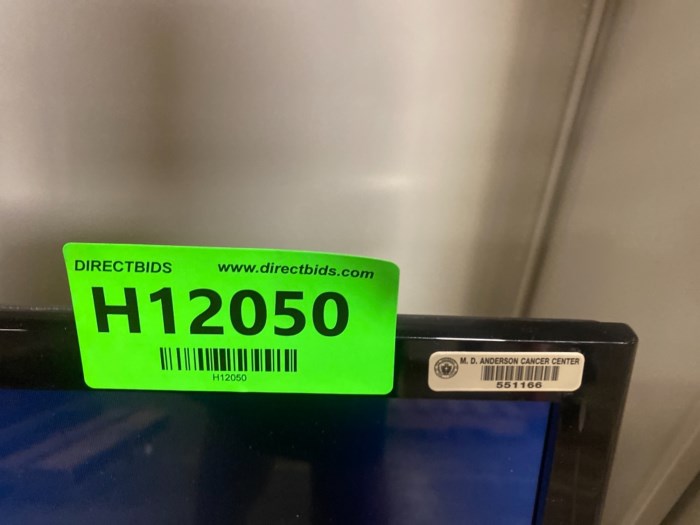 DIRECTBIDS www.directbids.com
H12050
H12050
M. D. ANDERSON CANCER CENTER
551166